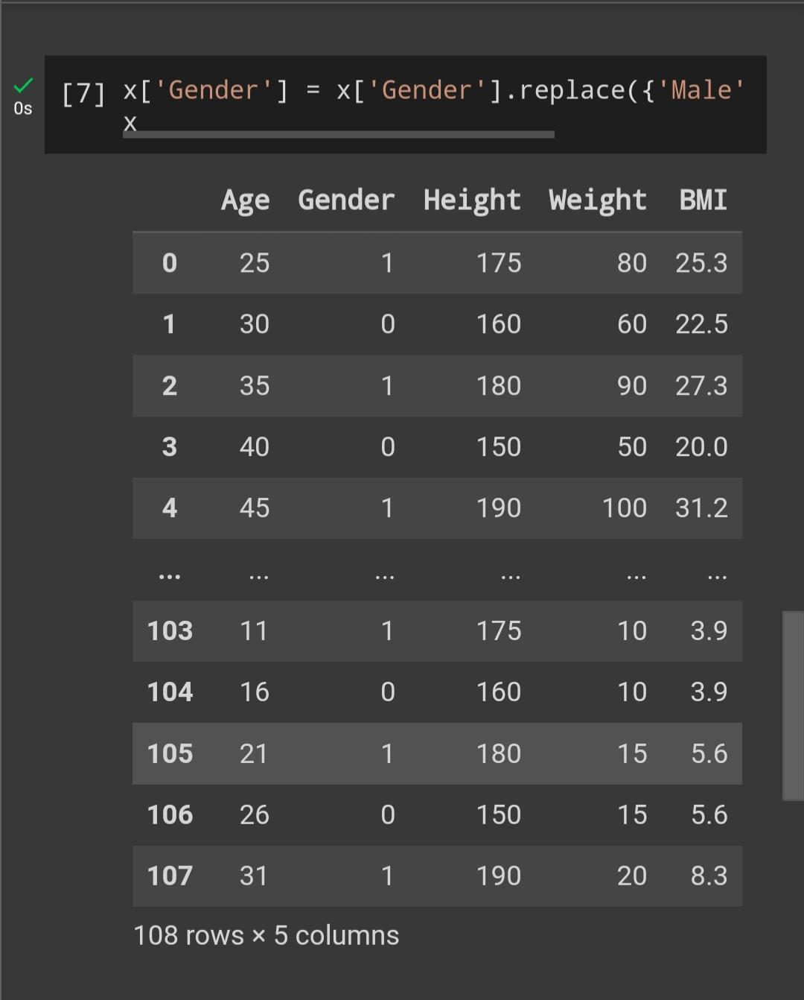 [7] x['Gender'] = x['Gender'].replace({'Male'
x
0s
Age Gender Height Weight BMI
0 25 1 175 80 25.3
1 30 0 160 60 22.5
2 35 1 180 90 27.3
3 40 0 150 50 20.0
4 45 1 190 100 31.2
... ... ... ... ... ...
103 11 1 175 10 3.9
104 16 0 160 10 3.9
105 21 1 180 15 5.6
106 26 0 150 15 5.6
107 31 1 190 20 8.3
108 rows × 5 columns